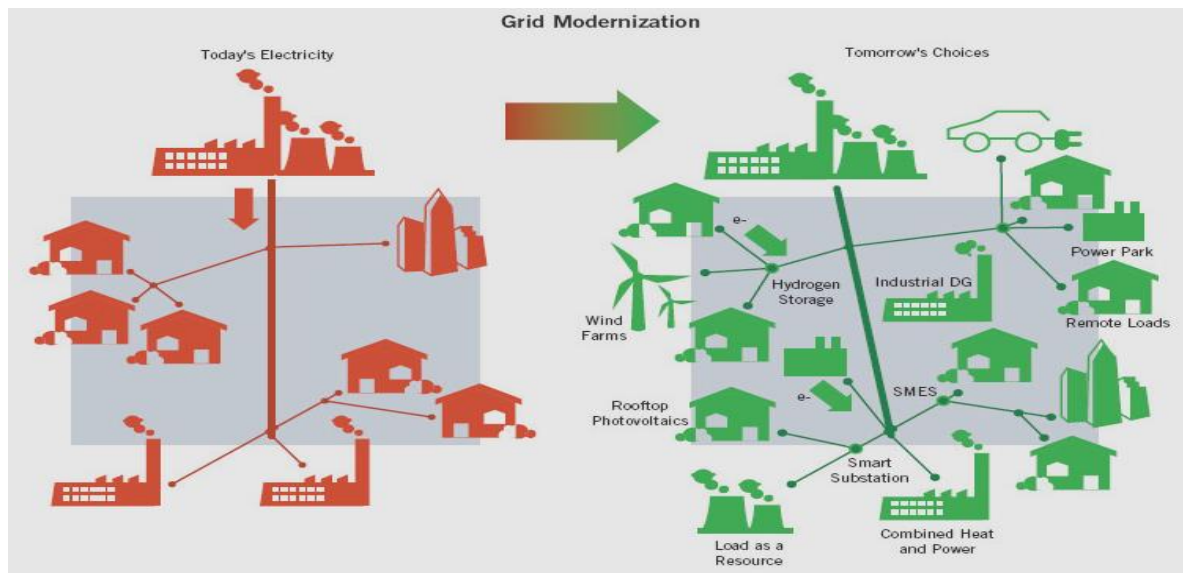 Grid Modernization
Today's Electricity
Tomorrow's Choices
e-
Power Park
Hydrogen
Storage
Industrial DG
Wind
Farms
Remote Loads
SMES
Rooftop
Photovoltaics
e-
Smart
Substation
Combined Heat
and Power
Load as a
Resource